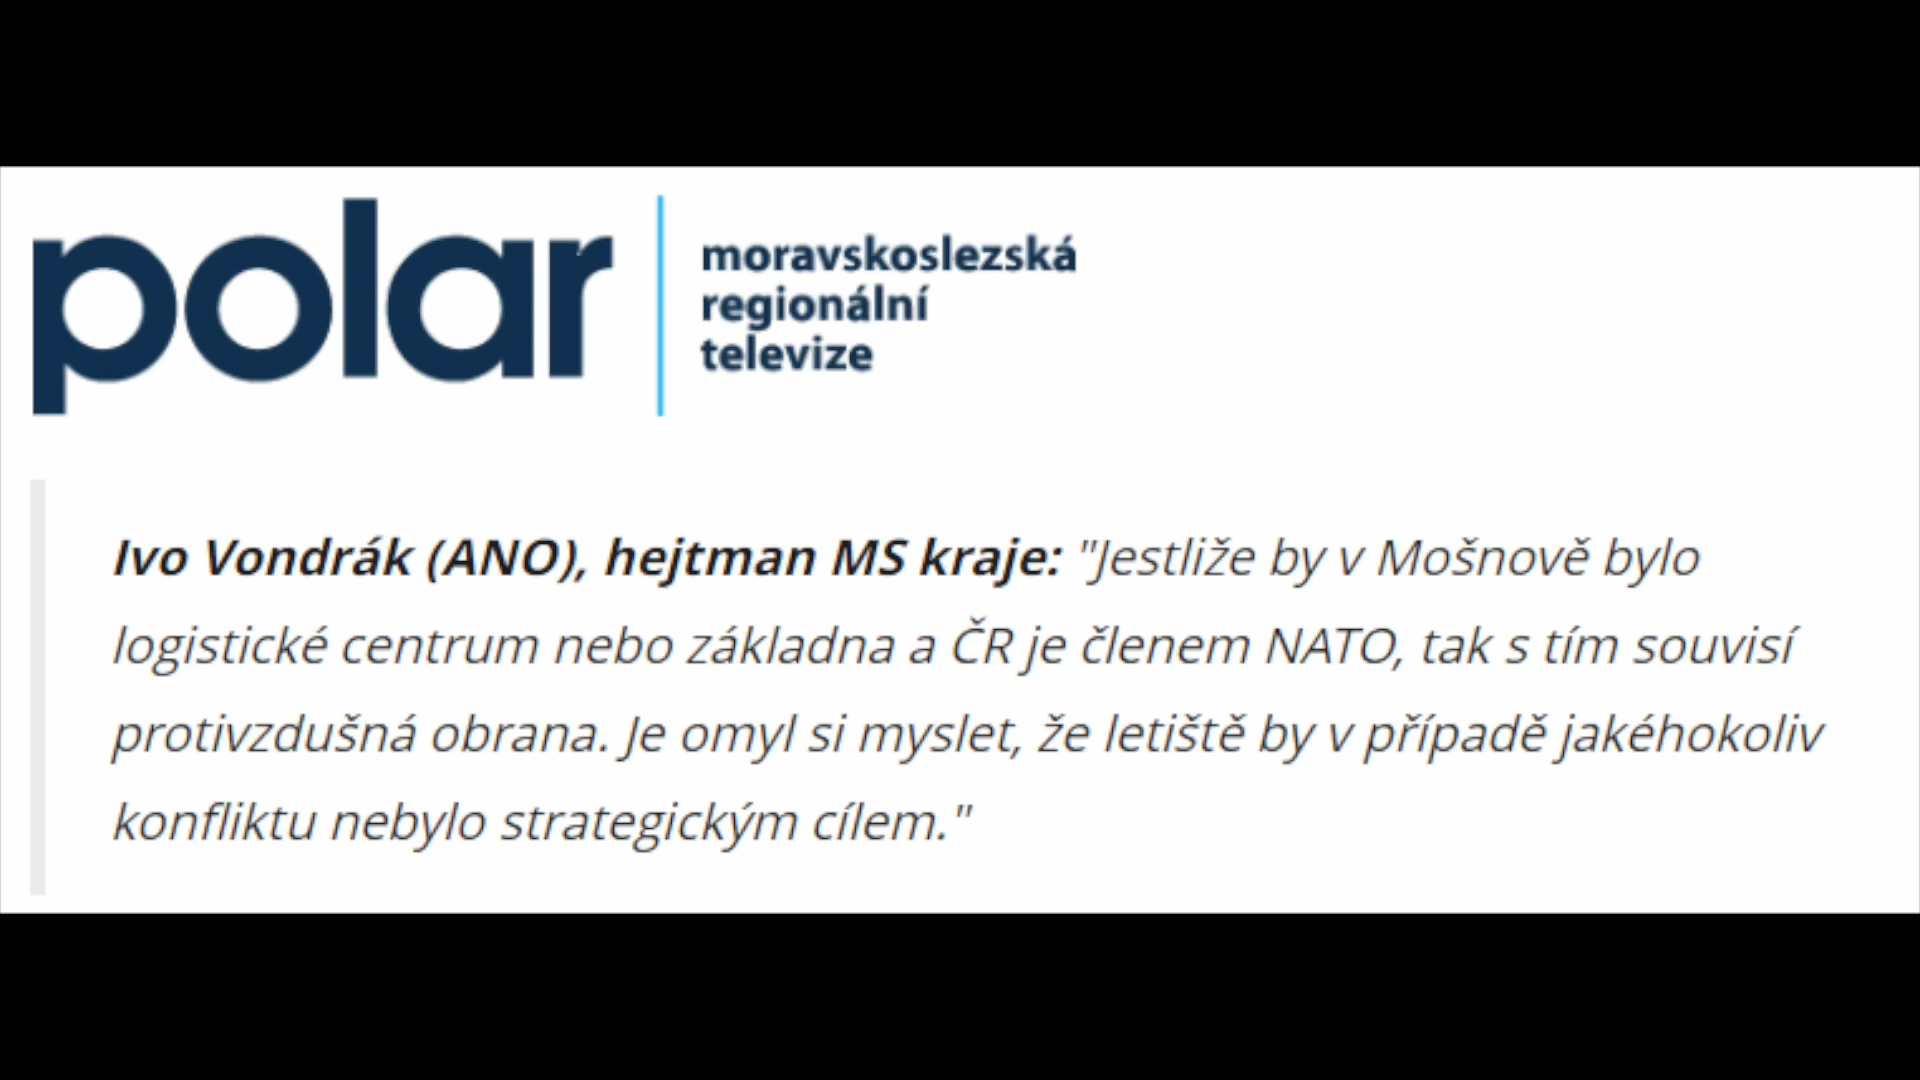 polar
moravskoslezská
regionální
televize
Ivo Vondrák (ANO), hejtman MS kraje: "Jestliže by v Mošnově bylo
logistické centrum nebo základna a ČR je členem NATO, tak s tím souvisí
protivzdušná obrana. Je omyl si myslet, že letiště by v případě jakéhokoliv
konfliktu nebylo strategickým cílem."